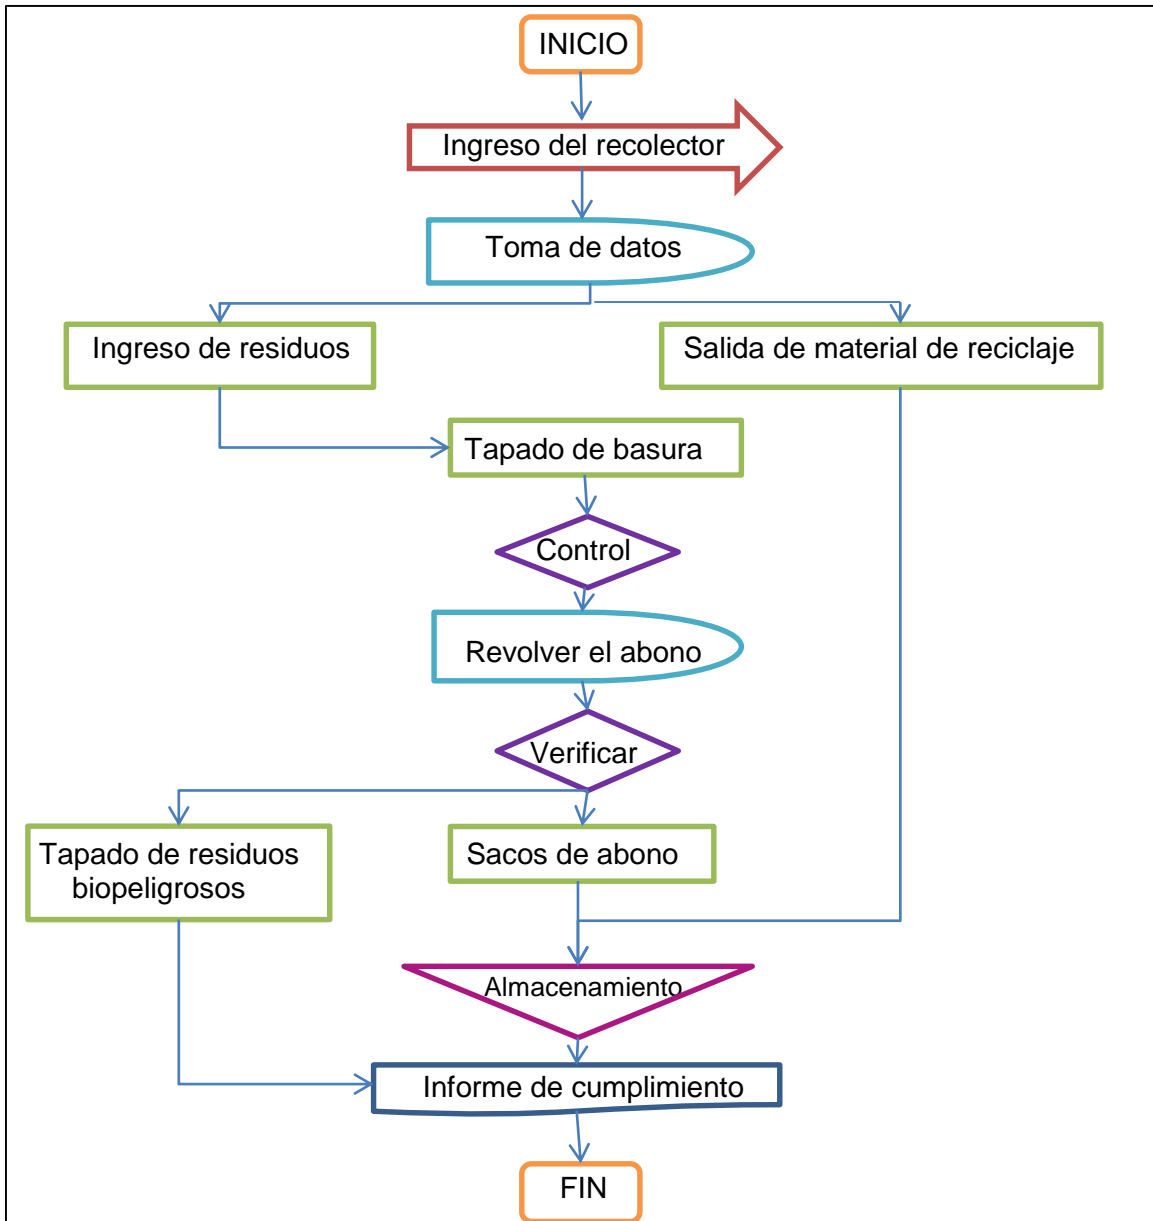 INICIO
Ingreso del recolector
Toma de datos
Ingreso de residuos
Salida de material de reciclaje
Tapado de basura
Control
Revolver el abono
Verificar
Tapado de residuos
biopeligrosos
Sacos de abono
Almacenamiento
Informe de cumplimiento
FIN